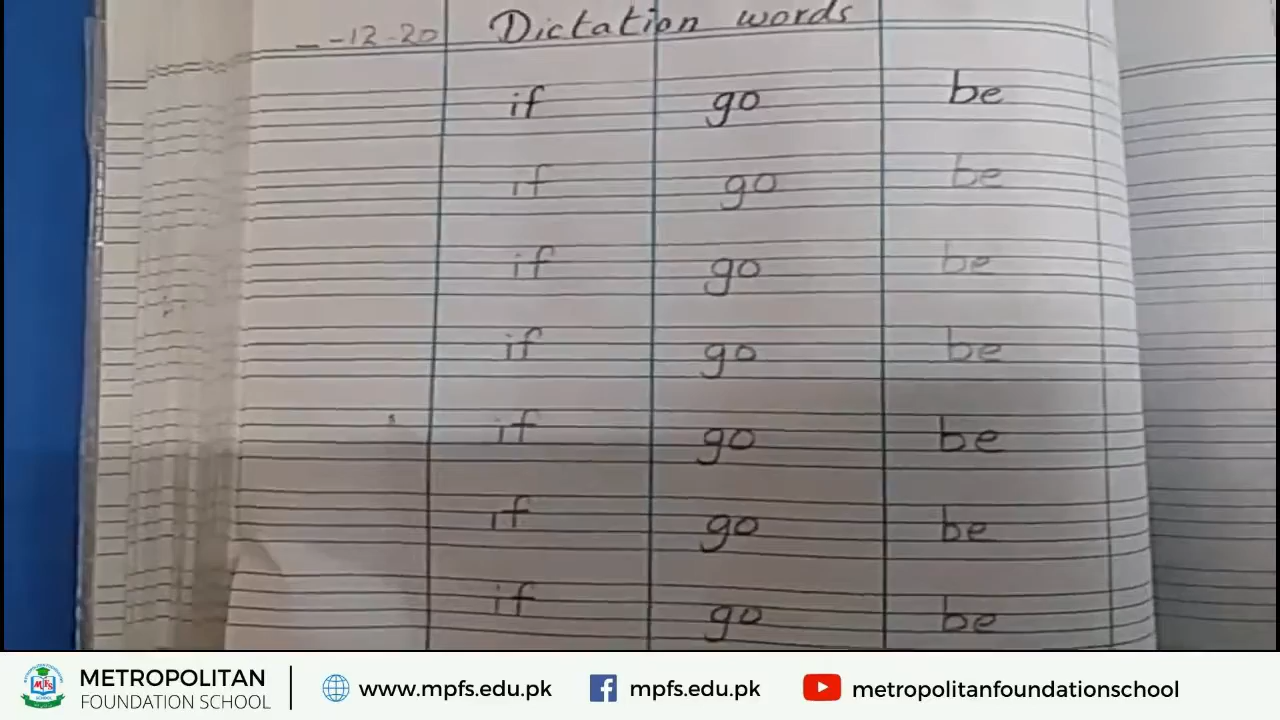 _ -12-20 Dictation words
if go be
if go be
if go be
if go be
if go be
if go be
if go be
METROPOLITAN
FOUNDATION SCHOOL
www.mpfs.edu.pk
mpfs.edu.pk
metropolitanfoundationschool